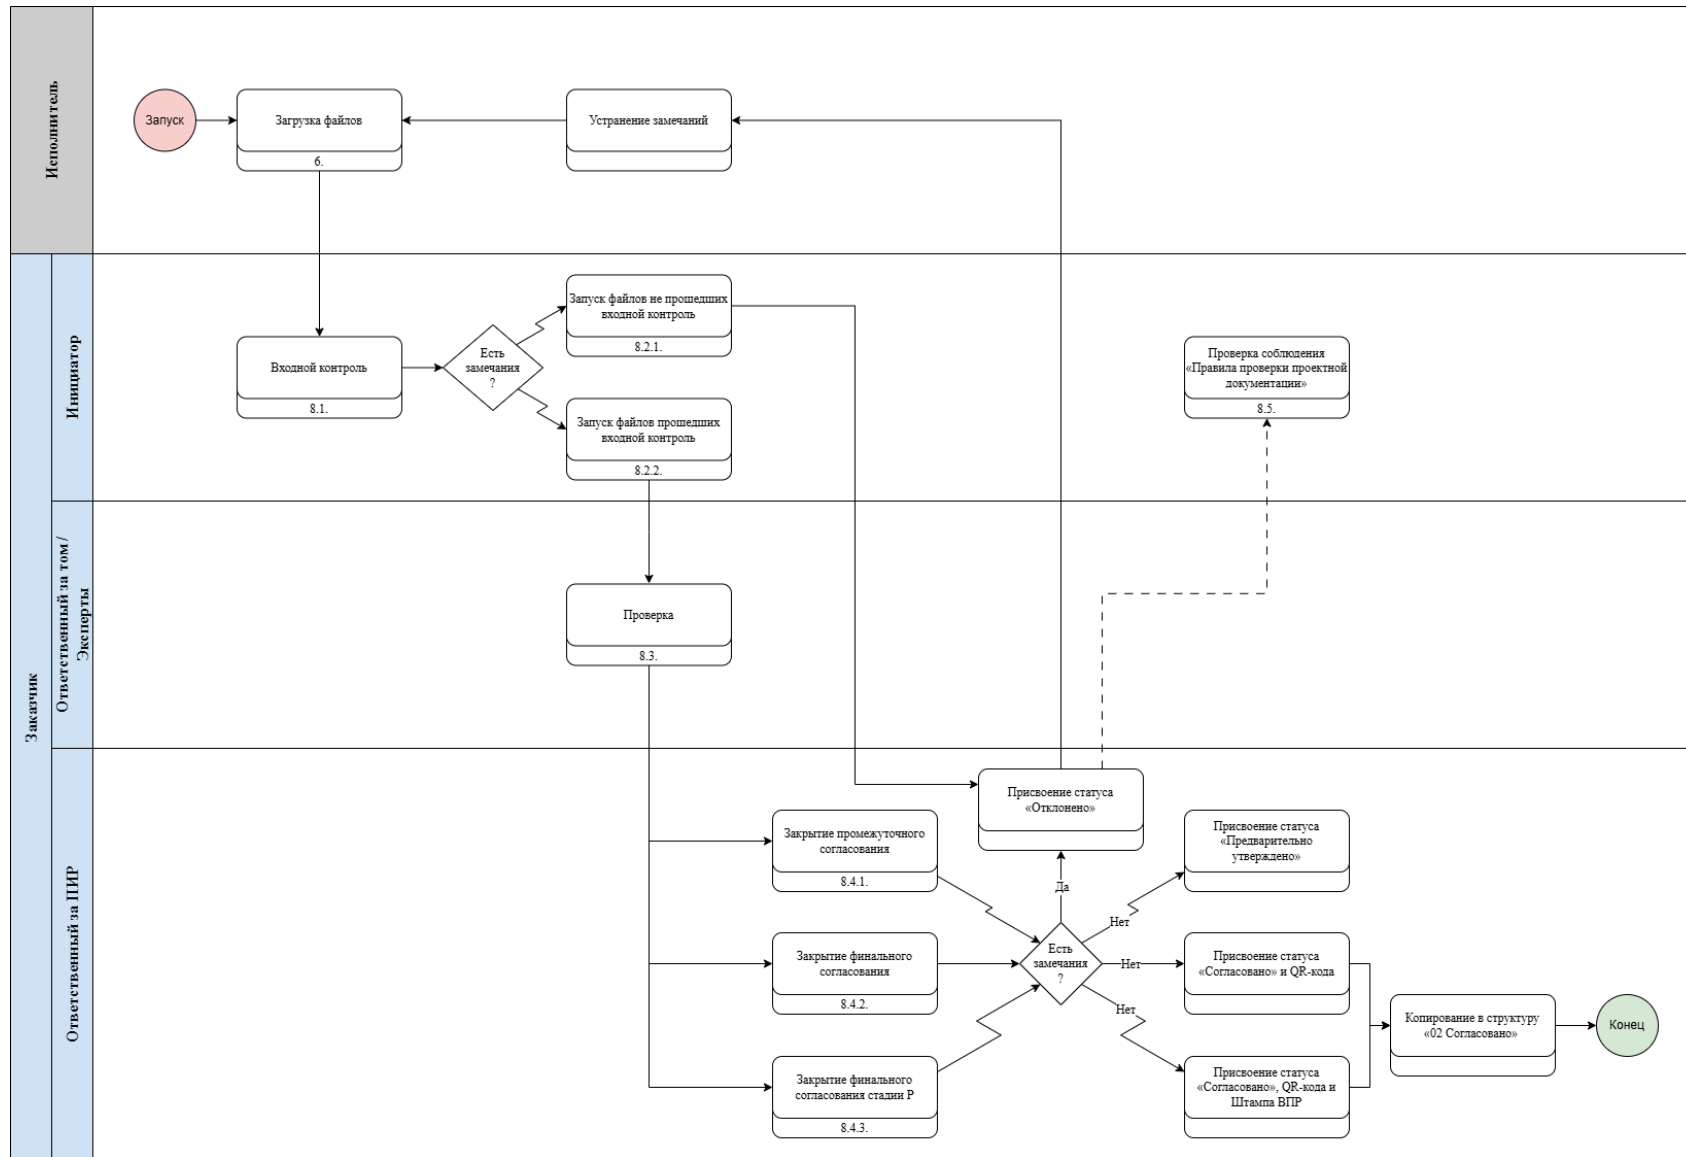 Исполнитель
Запуск
Загрузка файлов
6.
Устранение замечаний
Заказчик
Инициатор
Входной контроль
8.1.
Есть
замечания
?
Запуск файлов не прошедших
входной контроль
8.2.1.
Запуск файлов прошедших
входной контроль
8.2.2.
Проверка соблюдения
«Правила проверки проектной
документации»
8.5.
Ответственный за том /
Эксперты
Проверка
8.3.
Ответственный за ПИР
Закрытие промежуточного
согласования
8.4.1.
Закрытие финального
согласования
8.4.2.
Закрытие финального
согласования стадии Р
8.4.3.
Присвоение статуса
«Отклонено»
Да
Есть
замечания
?
Нет
Нет
Нет
Присвоение статуса
«Предварительно
утверждено»
Присвоение статуса
«Согласовано» и QR-кода
Присвоение статуса
«Согласовано», QR-кода и
Штампа ВПР
Копирование в структуру
«02 Согласовано»
Конец